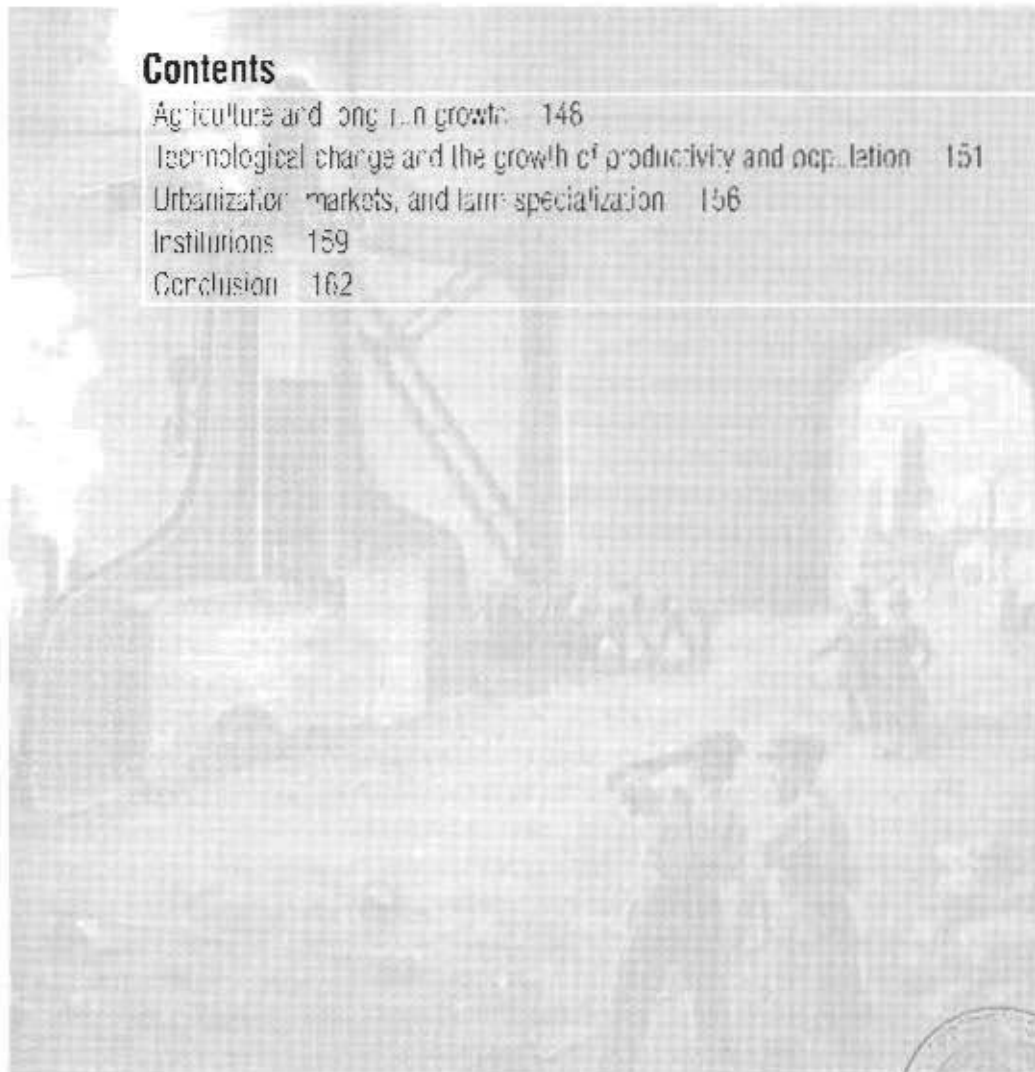 Contents
Agriculture and long run growth 148
Technological change and the growth of productivity and population 151
Urbanization, markets, and farm specialization 156
Institutions 159
Conclusion 162